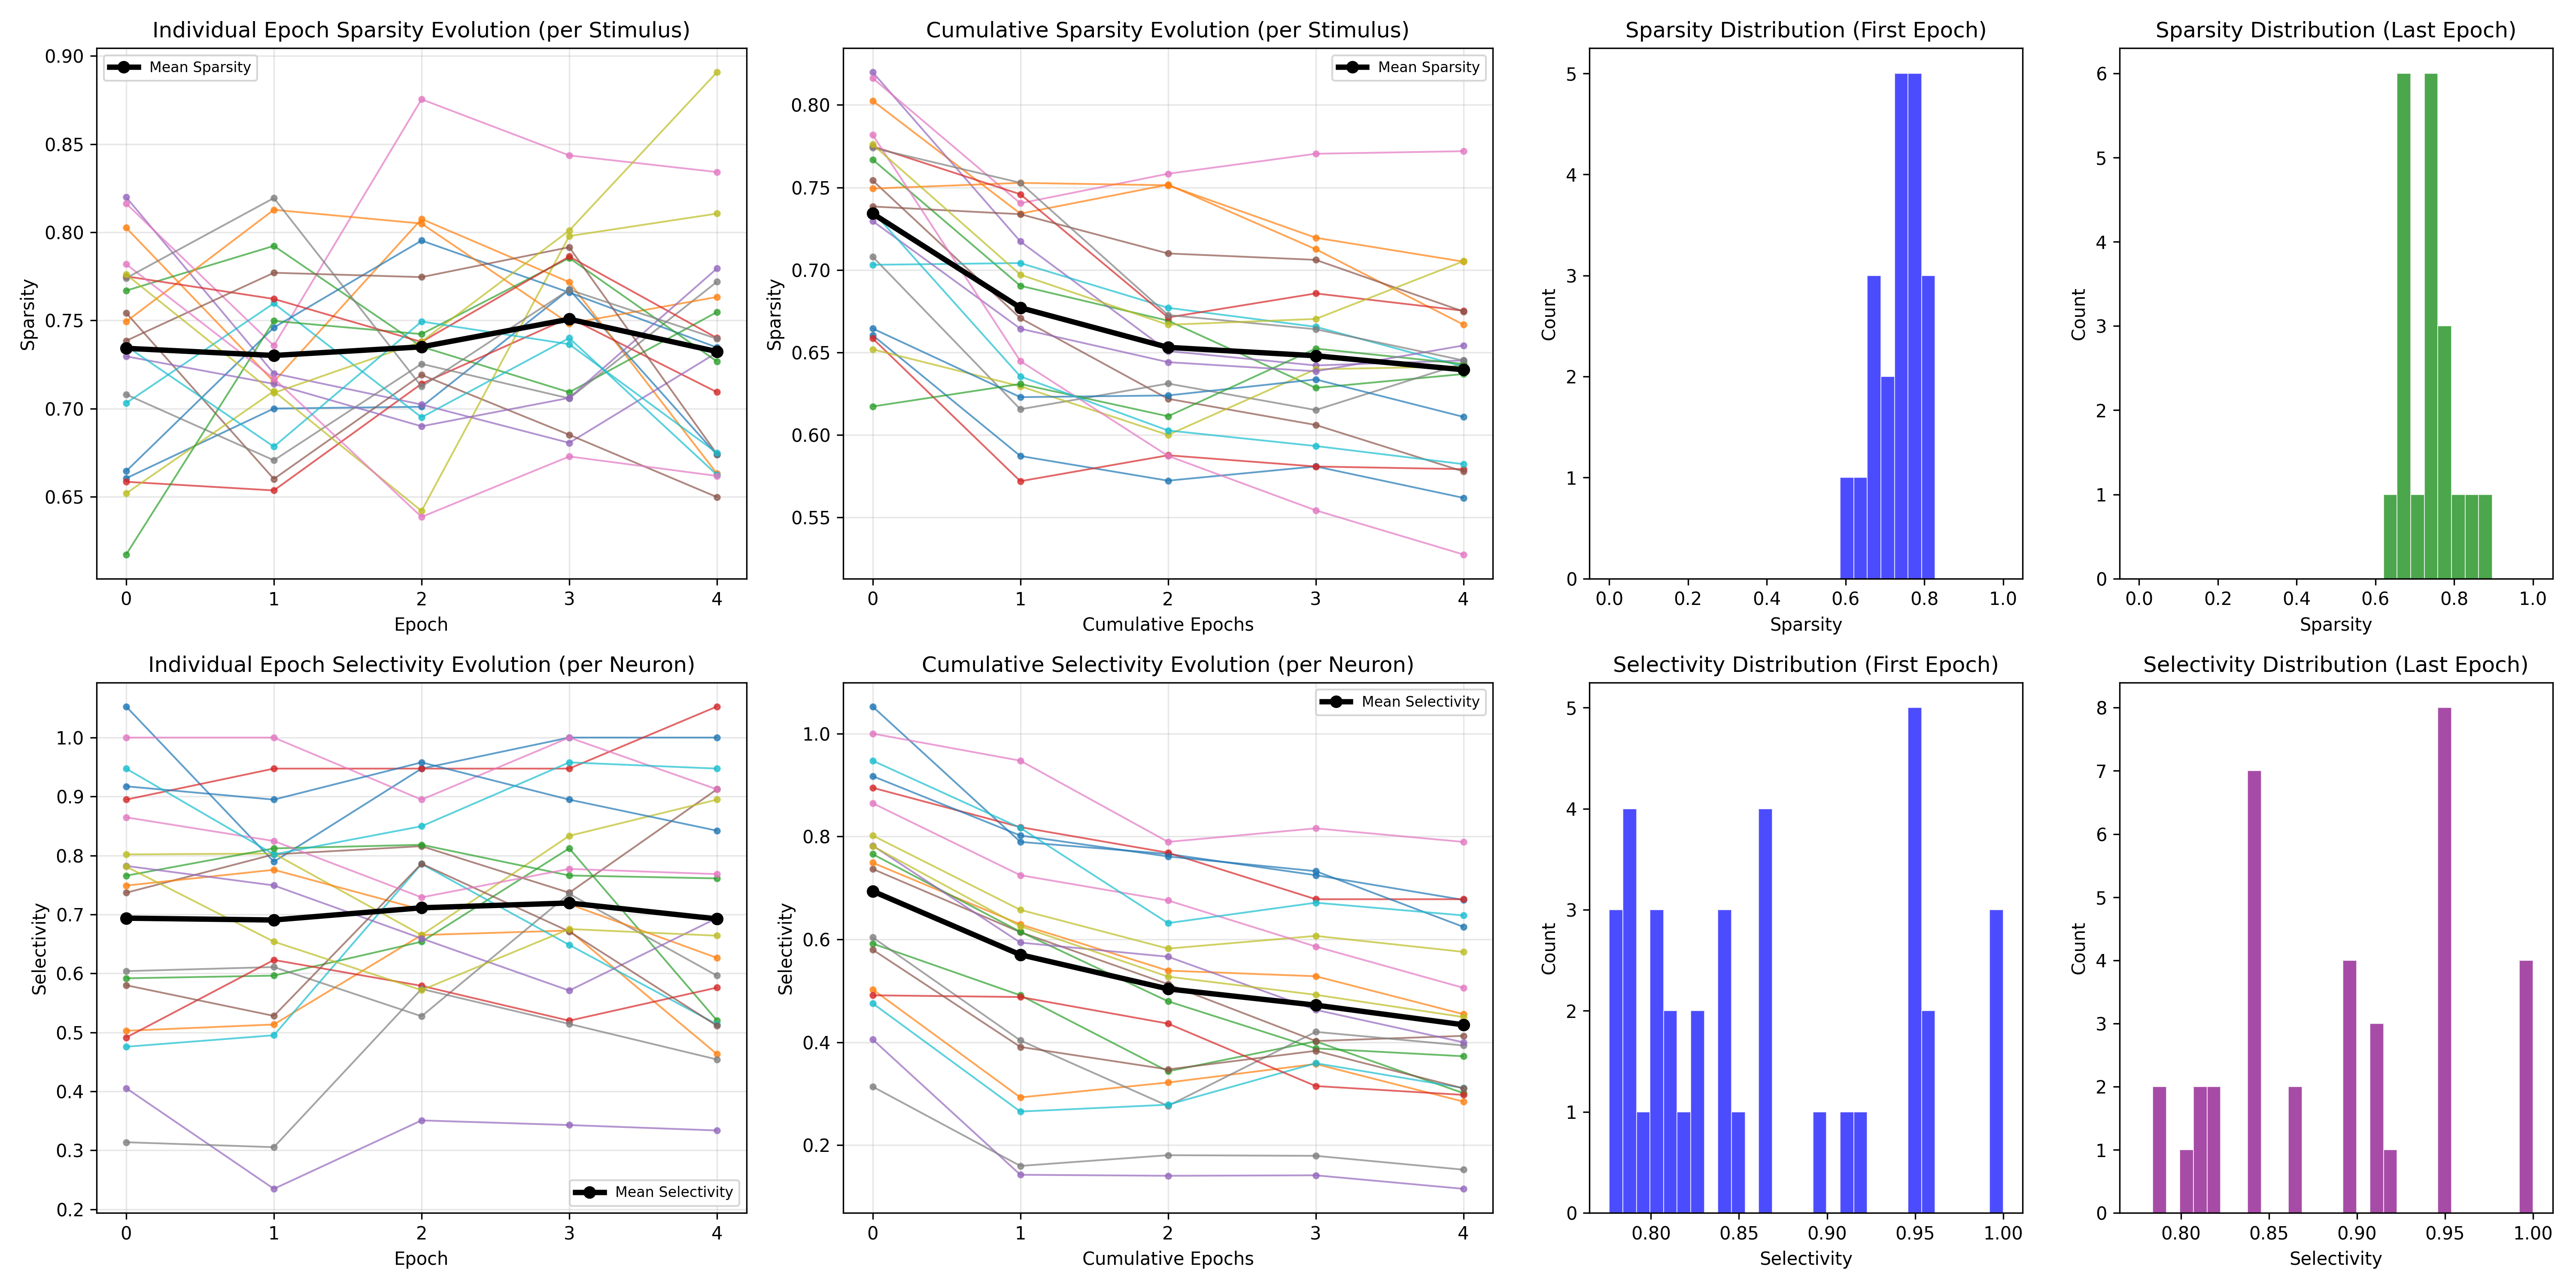 Individual Epoch Sparsity Evolution (per Stimulus)
Mean Sparsity
Sparsity
0.90
0.85
0.80
0.75
0.70
0.65
0 1 2 3 4
Epoch
Cumulative Sparsity Evolution (per Stimulus)
Mean Sparsity
Sparsity
0.80
0.75
0.70
0.65
0.60
0.55
0 1 2 3 4
Cumulative Epochs
Sparsity Distribution (First Epoch)
Count
5
4
3
2
1
0
0.0 0.2 0.4 0.6 0.8 1.0
Sparsity
Sparsity Distribution (Last Epoch)
Count
6
5
4
3
2
1
0
0.0 0.2 0.4 0.6 0.8 1.0
Sparsity
Individual Epoch Selectivity Evolution (per Neuron)
Selectivity
1.0
0.9
0.8
0.7
0.6
0.5
0.4
0.3
0.2
Mean Selectivity
0 1 2 3 4
Epoch
Cumulative Selectivity Evolution (per Neuron)
Mean Selectivity
Selectivity
1.0
0.8
0.6
0.4
0.2
0 1 2 3 4
Cumulative Epochs
Selectivity Distribution (First Epoch)
Count
5
4
3
2
1
0
0.80 0.85 0.90 0.95 1.00
Selectivity
Selectivity Distribution (Last Epoch)
Count
8
7
6
5
4
3
2
1
0
0.80 0.85 0.90 0.95 1.00
Selectivity